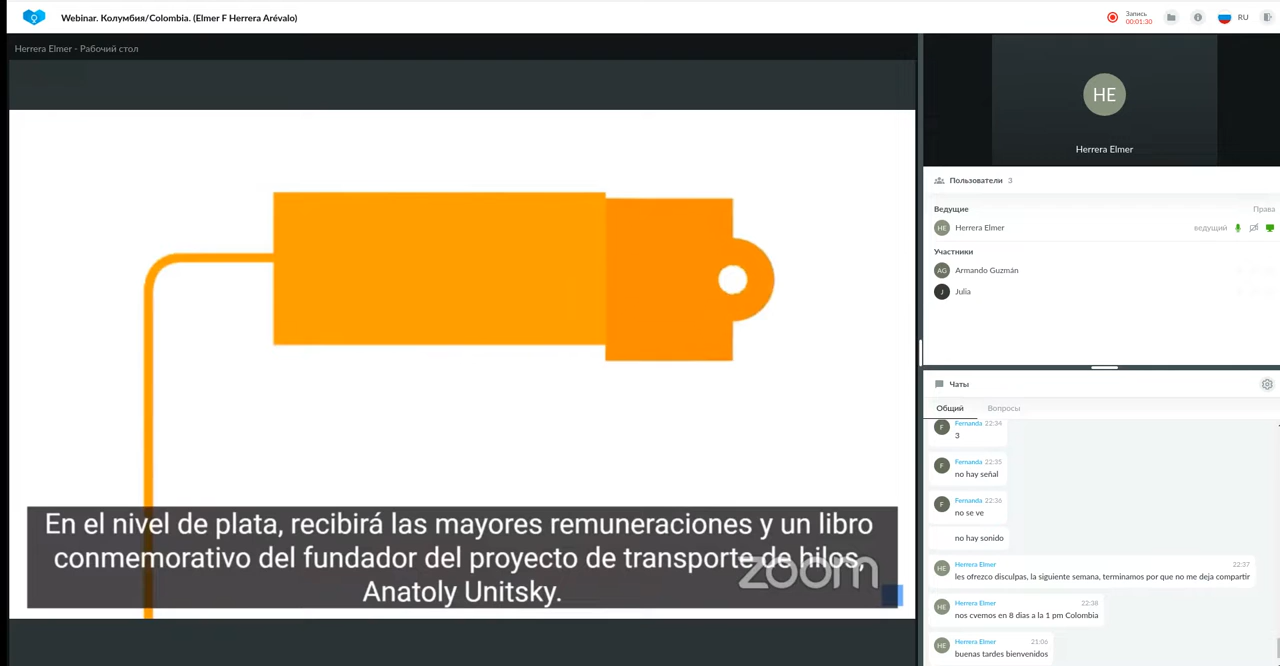 Webinar. Колумбия/Colombia. (Elmer F Herrera Arévalo)
Запись
00:01:30
RU
Herrera Elmer - Рабочий стол
HE
Herrera Elmer
Пользователи 3
Ведущие Права
HE Herrera Elmer ведущий
Участники
AG Armando Guzmán
J Julia
Чаты
Общий Вопросы
F Fernanda 22:34
3
F Fernanda 22:35
no hay señal
F Fernanda 22:36
no se ve
no hay sonido
HE Herrera Elmer 22:37
les ofrezco disculpas, la siguiente semana, terminamos por que no me deja compartir
HE Herrera Elmer 22:38
nos cvemos en 8 dias a la 1 pm Colombia
HE Herrera Elmer 21:06
buenas tardes bienvenidos
En el nivel de plata, recibirá las mayores remuneraciones y un libro
conmemorativo del fundador del proyecto de transporte de hilos,
Anatoly Unitsky.
zoom